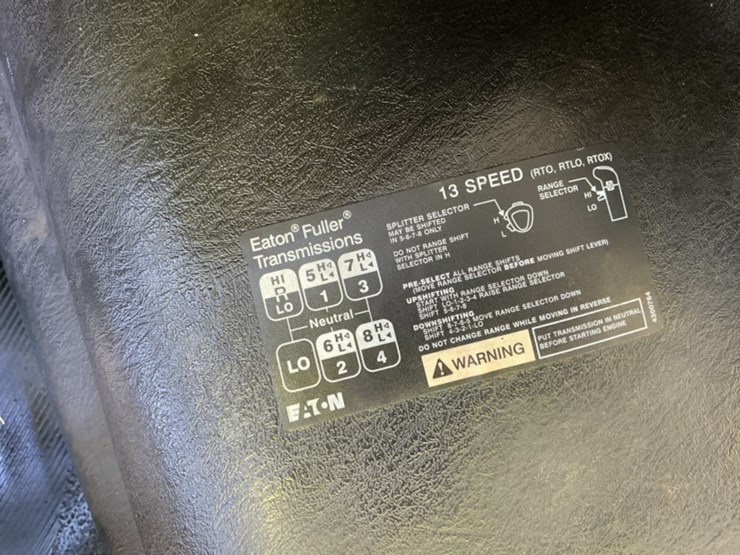 Eaton® Fuller®
Transmissions
13 SPEED (RTO, RTLO, RTOX)
SPLITTER SELECTOR
MAY BE SHIFTED
IN 5-6-7-8 ONLY
H
L
RANGE
SELECTOR
HI
LO
DO NOT RANGE SHIFT
WITH SPLITTER
SELECTOR IN H
PRE-SELECT ALL RANGE SHIFTS
(MOVE RANGE SELECTOR BEFORE MOVING SHIFT LEVER)
UPSHIFTING
START WITH RANGE SELECTOR DOWN
SHIFT LO-1-2-3-4 RAISE RANGE SELECTOR
SHIFT 5-6-7-8
DOWNSHIFTING
SHIFT 8-7-6-5 MOVE RANGE SELECTOR DOWN
SHIFT 4-3-2-1-LO
DO NOT CHANGE RANGE WHILE MOVING IN REVERSE
HI
R
LO
5 H L
1
7 H L
3
Neutral
LO
6 H L
2
8 H L
4
WARNING
PUT TRANSMISSION IN NEUTRAL
BEFORE STARTING ENGINE
4300764
EATON